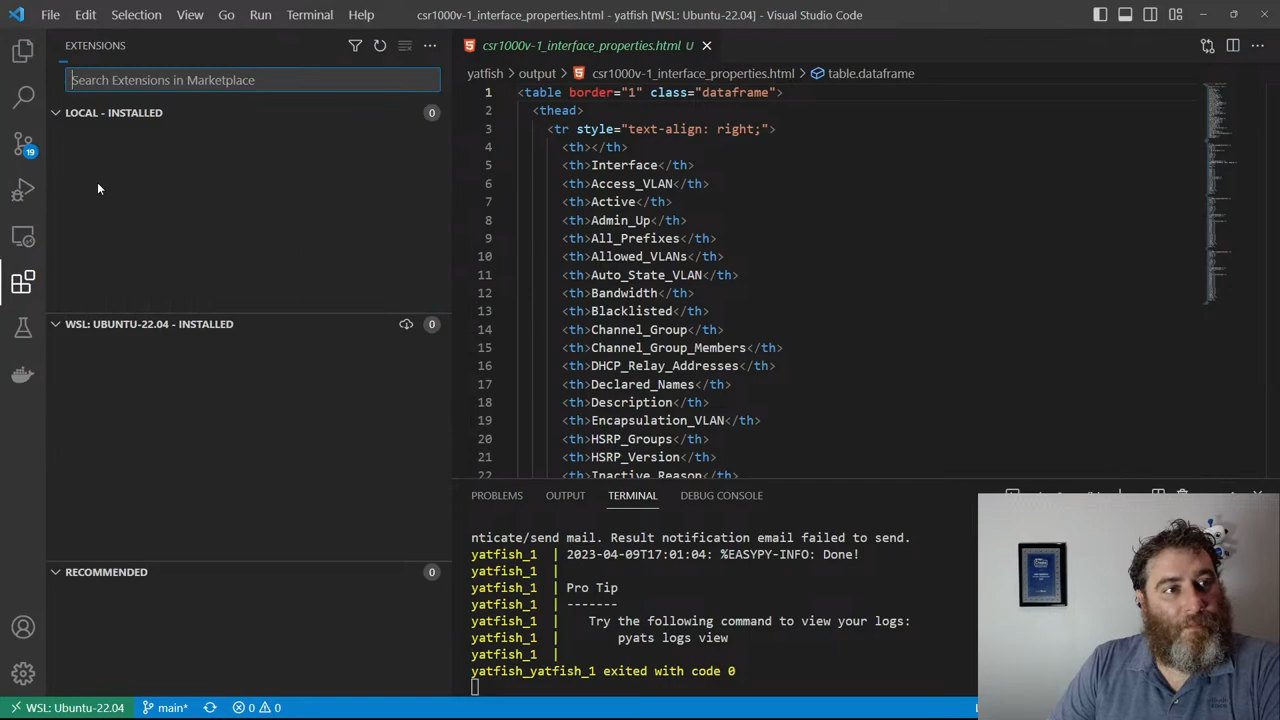 File Edit Selection View Go Run Terminal Help
csr1000v-1_interface_properties.html - yatfish [WSL: Ubuntu-22.04] - Visual Studio Code
EXTENSIONS
Search Extensions in Marketplace
LOCAL - INSTALLED 0
19
WSL: UBUNTU-22.04 - INSTALLED 0
RECOMMENDED 0
csr1000v-1_interface_properties.html U
yatfish > output > csr1000v-1_interface_properties.html > table.dataframe
1 <table border="1" class="dataframe">
2 <thead>
3 <tr style="text-align: right;">
4 <th></th>
5 <th>Interface</th>
6 <th>Access_VLAN</th>
7 <th>Active</th>
8 <th>Admin_Up</th>
9 <th>All_Prefixes</th>
10 <th>Allowed_VLANs</th>
11 <th>Auto_State_VLAN</th>
12 <th>Bandwidth</th>
13 <th>Blacklisted</th>
14 <th>Channel_Group</th>
15 <th>Channel_Group_Members</th>
16 <th>DHCP_Relay_Addresses</th>
17 <th>Declared_Names</th>
18 <th>Description</th>
19 <th>Encapsulation_VLAN</th>
20 <th>HSRP_Groups</th>
21 <th>HSRP_Version</th>
22 <th>Inactive_Reason</th>
PROBLEMS OUTPUT TERMINAL DEBUG CONSOLE
nticate/send mail. Result notification email failed to send.
yatfish_1 | 2023-04-09T17:01:04: %EASYPY-INFO: Done!
yatfish_1 |
yatfish_1 | Pro Tip
yatfish_1 | -------
yatfish_1 | Try the following command to view your logs:
yatfish_1 | pyats logs view
yatfish_1 |
yatfish_yatfish_1 exited with code 0
WSL: Ubuntu-22.04 main* 0 0